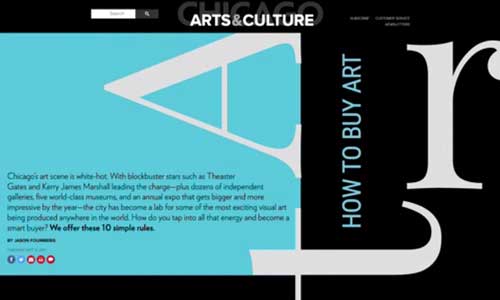 CHICAGO
ARTS&CULTURE
Search
SUBSCRIBE
CUSTOMER SERVICE
NEWSLETTERS
Art
HOW TO BUY ART
Chicago's art scene is white-hot. With blockbuster stars such as Theaster
Gates and Kerry James Marshall leading the charge—plus dozens of independent
galleries, five world-class museums, and an annual expo that gets bigger and more
impressive by the year—the city has become a lab for some of the most exciting visual art
being produced anywhere in the world. How do you tap into all that energy and become a
smart buyer? We offer these 10 simple rules.
BY JASON FOUMBERG